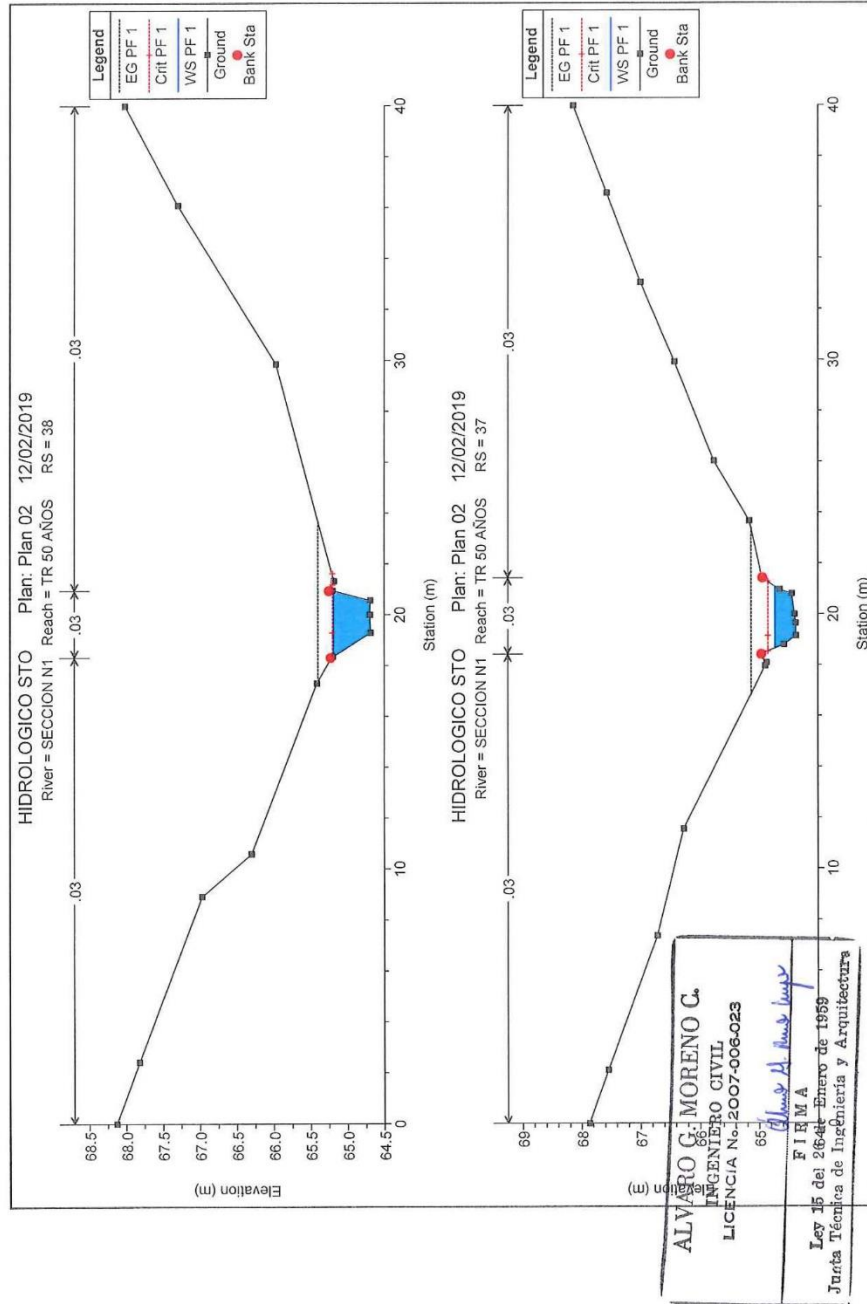 HIDROLOGICO STO Plan: Plan 02 12/02/2019
River = SECCION N1 Reach = TR 50 AÑOS RS = 38
.03
.03
.03
Legend
EG PF 1
Crit PF 1
WS PF 1
Ground
Bank Sta
68.5
68.0
67.5
67.0
66.5
66.0
65.5
65.0
64.5
Elevation (m)
0
10
20
30
40
Station (m)
HIDROLOGICO STO Plan: Plan 02 12/02/2019
River = SECCION N1 Reach = TR 50 AÑOS RS = 37
.03
.03
.03
Legend
EG PF 1
Crit PF 1
WS PF 1
Ground
Bank Sta
69
68
67
66
65
Elevation (m)
0
10
20
30
40
Station (m)
ALVARO G. MORENO C.
INGENIERO CIVIL
LICENCIA No. 2007-006-023
FIRMA
Ley 15 del 26 de Enero de 1959
Junta Técnica de Ingeniería y Arquitectura